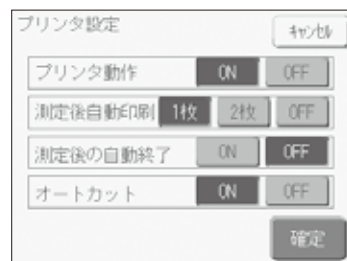 プリンタ設定 ｷｬﾝｾﾙ
プリンタ動作 ON OFF
測定後自動印刷 1枚 2枚 OFF
測定後の自動終了 ON OFF
オートカット ON OFF
確定